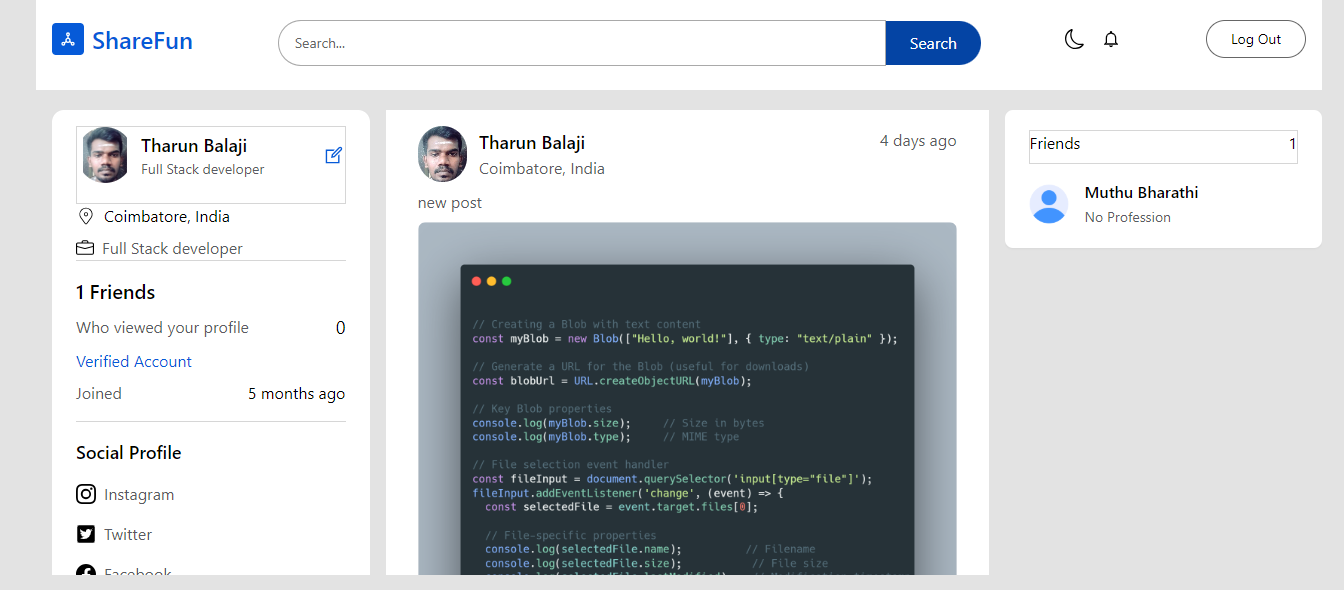 ShareFun
Search...
Search
Log Out
Tharun Balaji
Full Stack developer
Coimbatore, India
Full Stack developer
1 Friends
Who viewed your profile 0
Verified Account
Joined 5 months ago
Social Profile
Instagram
Twitter
Facebook
Tharun Balaji
4 days ago
Coimbatore, India
new post
// Creating a Blob with text content
const myBlob = new Blob(["Hello, world!"], { type: "text/plain" });
// Generate a URL for the Blob (useful for downloads)
const blobUrl = URL.createObjectURL(myBlob);
// Key Blob properties
console.log(myBlob.size); // Size in bytes
console.log(myBlob.type); // MIME type
// File selection event handler
const fileInput = document.querySelector('input[type="file"]');
fileInput.addEventListener('change', (event) => {
const selectedFile = event.target.files[0];
// File-specific properties
console.log(selectedFile.name); // Filename
console.log(selectedFile.size); // File size
Friends 1
Muthu Bharathi
No Profession